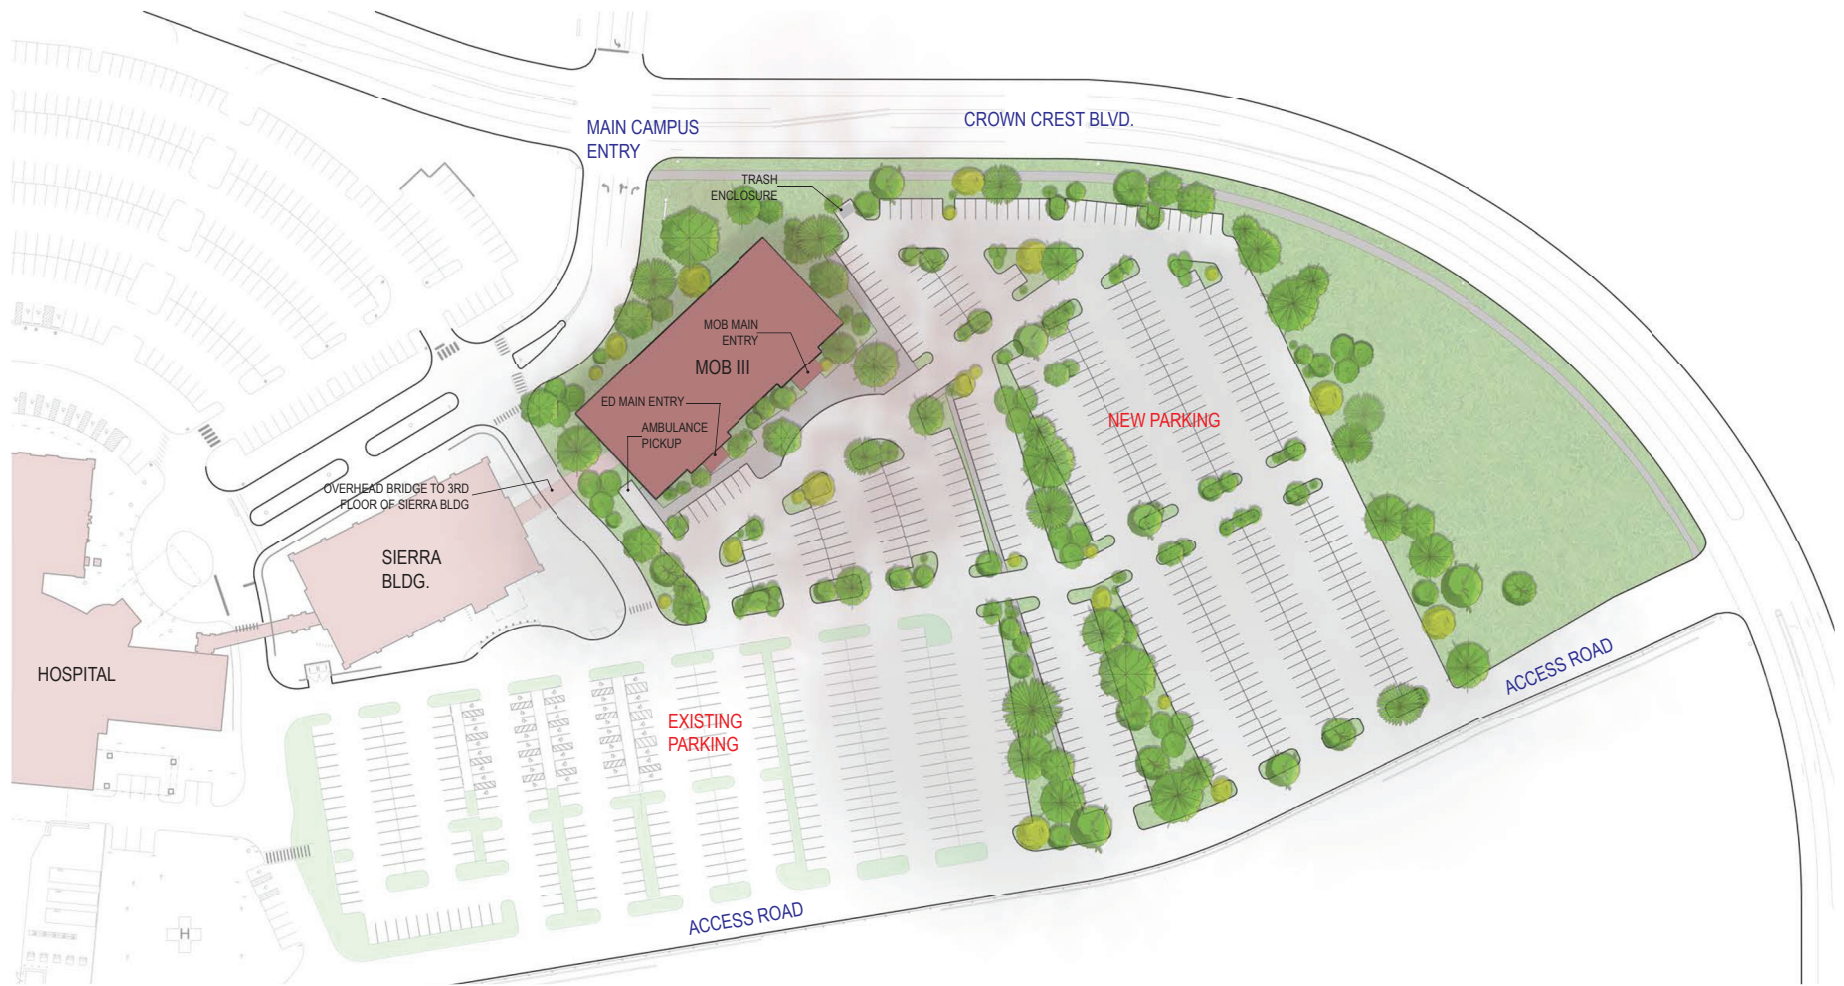 MAIN CAMPUS
ENTRY
CROWN CREST BLVD.
TRASH
ENCLOSURE
MOB MAIN
ENTRY
MOB III
ED MAIN ENTRY
AMBULANCE
PICKUP
NEW PARKING
OVERHEAD BRIDGE TO 3RD
FLOOR OF SIERRA BLDG
SIERRA
BLDG.
HOSPITAL
ACCESS ROAD
EXISTING
PARKING
ACCESS ROAD
H